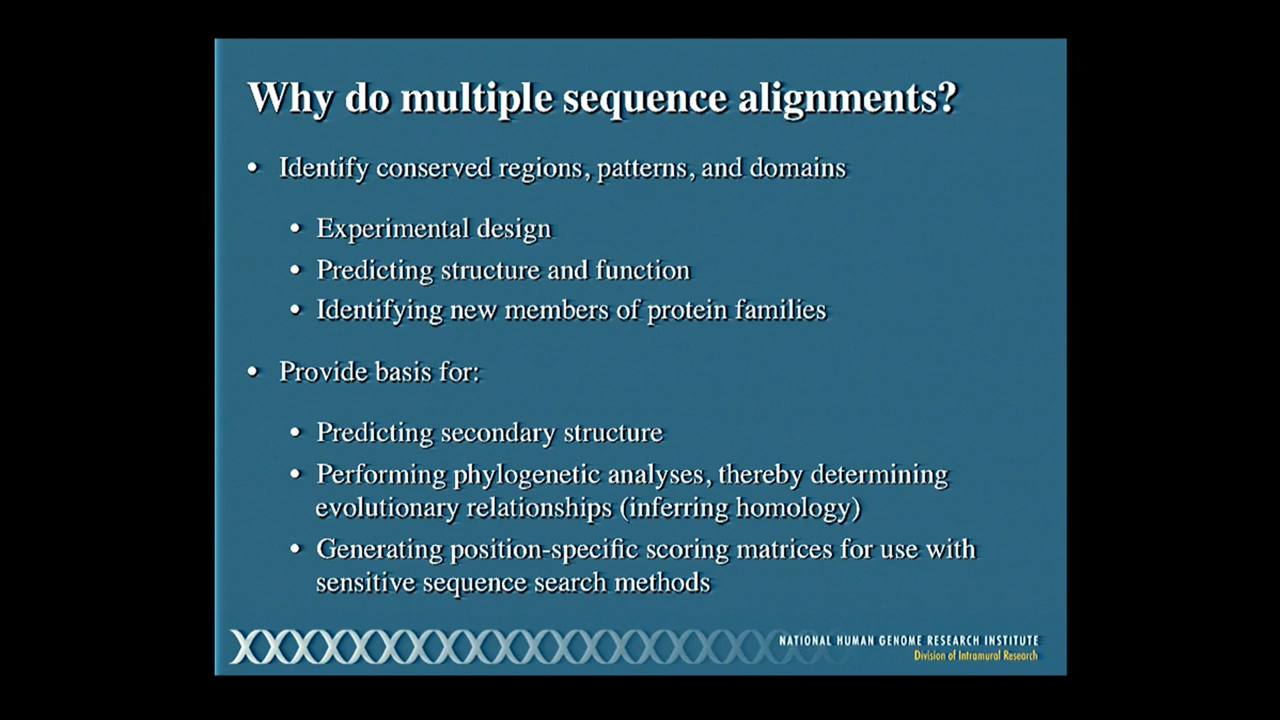 Why do multiple sequence alignments?
• Identify conserved regions, patterns, and domains
• Experimental design
• Predicting structure and function
• Identifying new members of protein families
• Provide basis for:
• Predicting secondary structure
• Performing phylogenetic analyses, thereby determining
evolutionary relationships (inferring homology)
• Generating position-specific scoring matrices for use with
sensitive sequence search methods
NATIONAL HUMAN GENOME RESEARCH INSTITUTE
Division of Intramural Research